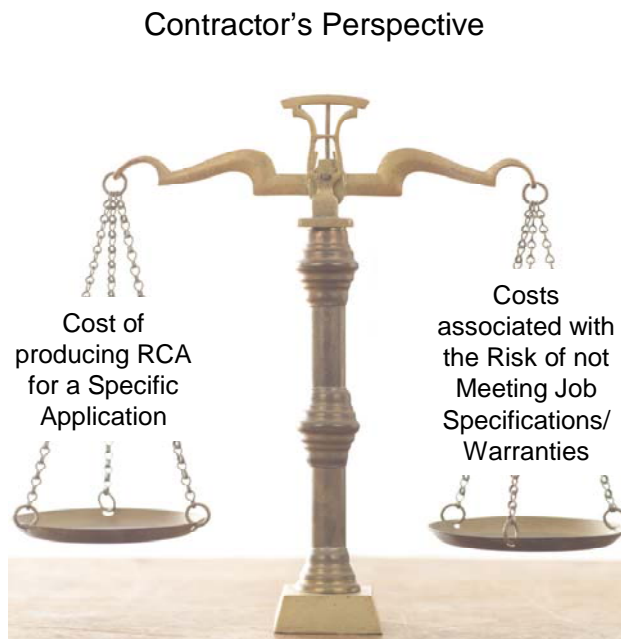 Contractor’s Perspective
Cost of
producing RCA
for a Specific
Application
Costs
associated with
the Risk of not
Meeting Job
Specifications/
Warranties